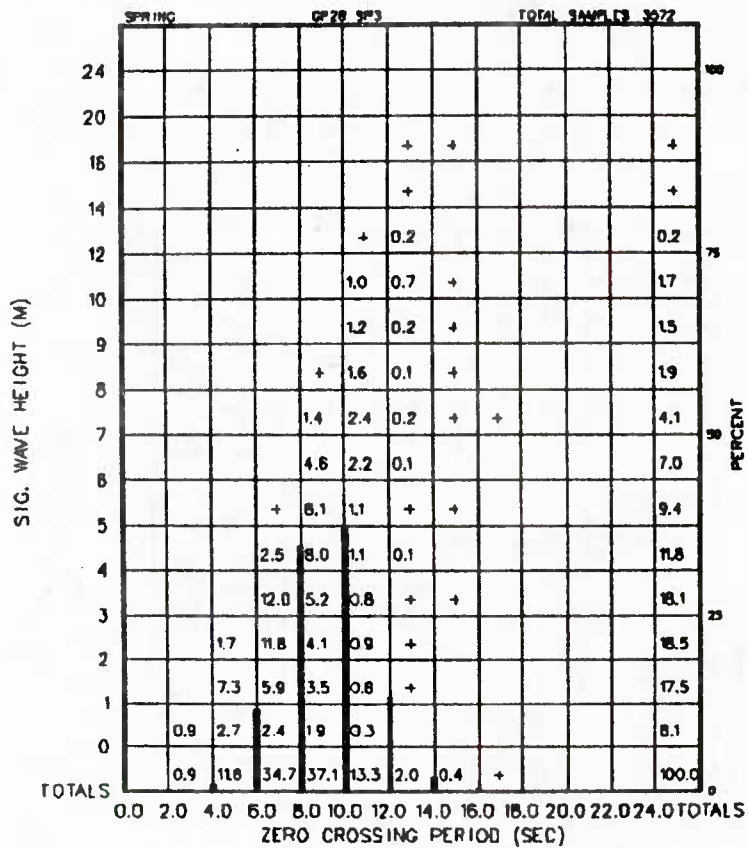 SPRING GP28 SP3 TOTAL SAMPLES 3672
24 100
20
+ + +
16
+ +
14
+ 0.2 0.2
12 75
1.0 0.7 + 1.7
10
1.2 0.2 + 1.5
9
+ 1.6 0.1 + 1.9
8
1.4 2.4 0.2 + + 4.1
7 50
4.6 2.2 0.1 7.0
6
+ 8.1 1.1 + + 9.4
5
2.5 8.0 1.1 0.1 11.8
4
12.0 5.2 0.8 + + 18.1
3 25
1.7 11.8 4.1 0.9 + 18.5
2
7.3 5.9 3.5 0.8 + 17.5
1
0.9 2.7 2.4 1.9 0.3 8.1
0
0.9 11.6 34.7 37.1 13.3 2.0 0.4 + 100.0
TOTALS 0
0.0 2.0 4.0 6.0 8.0 10.0 12.0 14.0 16.0 18.0 20.0 22.0 24.0 TOTALS
ZERO CROSSING PERIOD (SEC)
SIG. WAVE HEIGHT (M)
PERCENT